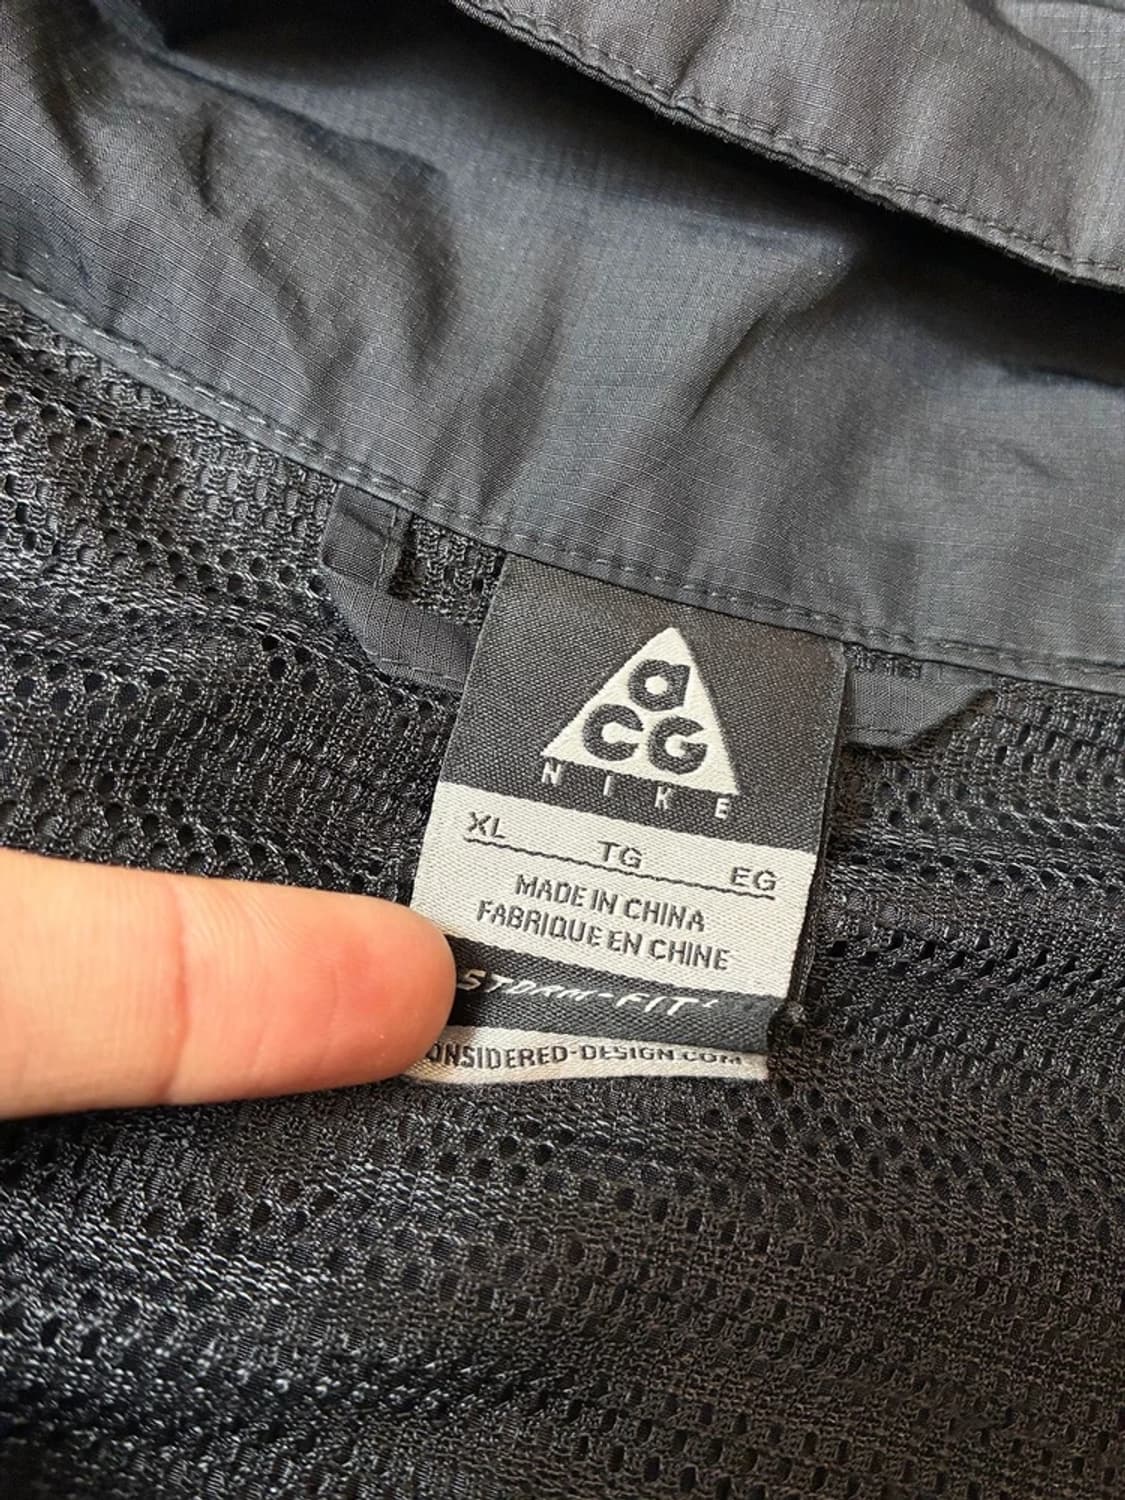 aCG
NIKE
XL TG EG
MADE IN CHINA
FABRIQUE EN CHINE
STORM-FIT
ONSIDERED-DESIGN.COM